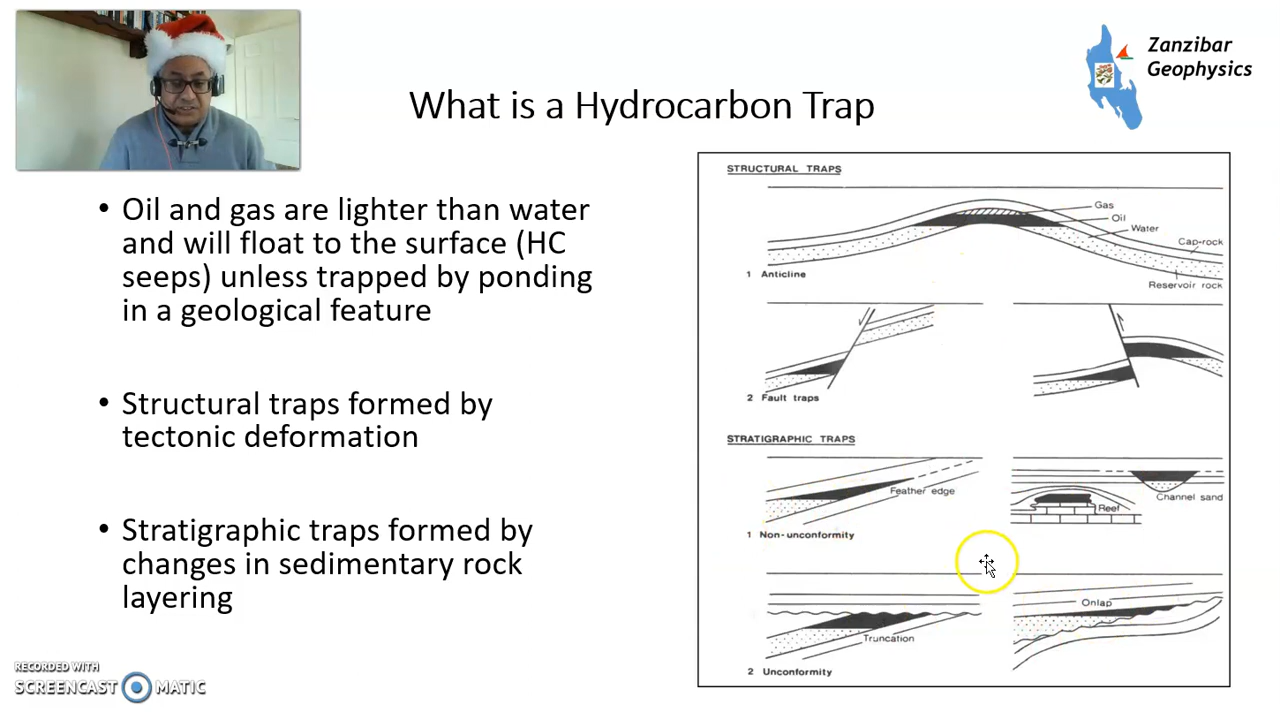 Zanzibar
Geophysics
What is a Hydrocarbon Trap
• Oil and gas are lighter than water
and will float to the surface (HC
seeps) unless trapped by ponding
in a geological feature
• Structural traps formed by
tectonic deformation
• Stratigraphic traps formed by
changes in sedimentary rock
layering
STRUCTURAL TRAPS
Gas
Oil
Water
Cap-rock
Reservoir rock
1 Anticline
2 Fault traps
STRATIGRAPHIC TRAPS
Feather edge
Channel sand
Reef
1 Non-unconformity
Onlap
Truncation
2 Unconformity
RECORDED WITH
SCREENCAST MATIC